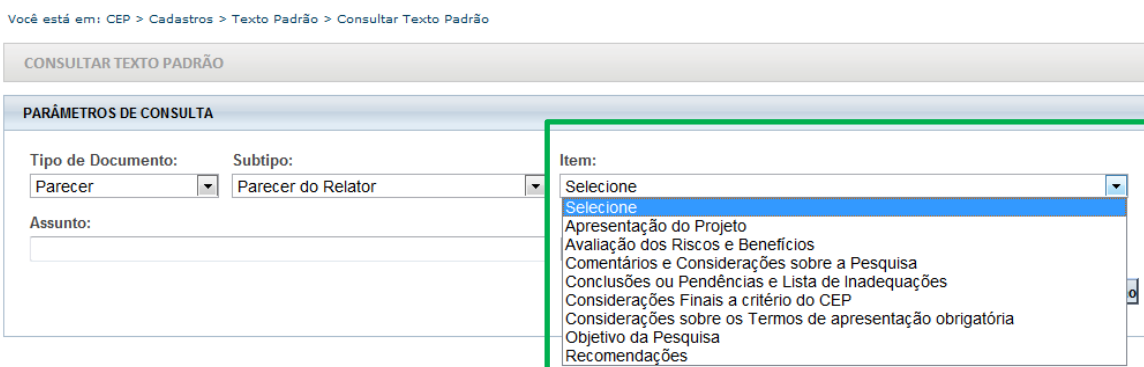 Você está em: CEP > Cadastros > Texto Padrão > Consultar Texto Padrão
CONSULTAR TEXTO PADRÃO
PARÂMETROS DE CONSULTA
Tipo de Documento: Subtipo: Item:
Parecer Parecer do Relator Selecione
Selecione
Assunto:
Apresentação do Projeto
Avaliação dos Riscos e Benefícios
Comentários e Considerações sobre a Pesquisa
Conclusões ou Pendências e Lista de Inadequações
Considerações Finais a critério do CEP
Considerações sobre os Termos de apresentação obrigatória
Objetivo da Pesquisa
Recomendações